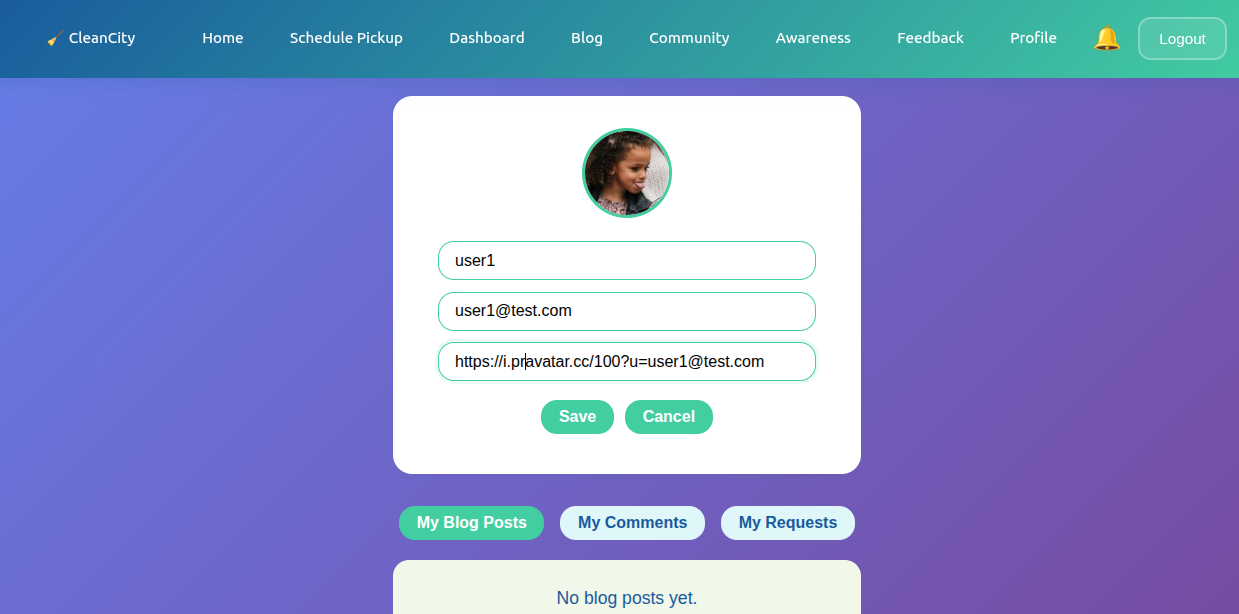 CleanCity Home Schedule Pickup Dashboard Blog Community Awareness Feedback Profile Logout
user1
user1@test.com
https://i.pravatar.cc/100?u=user1@test.com
Save Cancel
My Blog Posts My Comments My Requests
No blog posts yet.